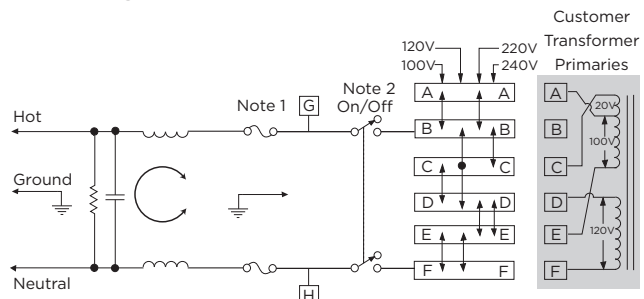 Customer
Transformer
Primaries
120V 220V
100V 240V
Note 1 G Note 2
On/Off
Hot
Ground
Neutral
H
A A
B B
C C
D D
E E
F F
A
B
C
D
E
F
20V
100V
120V